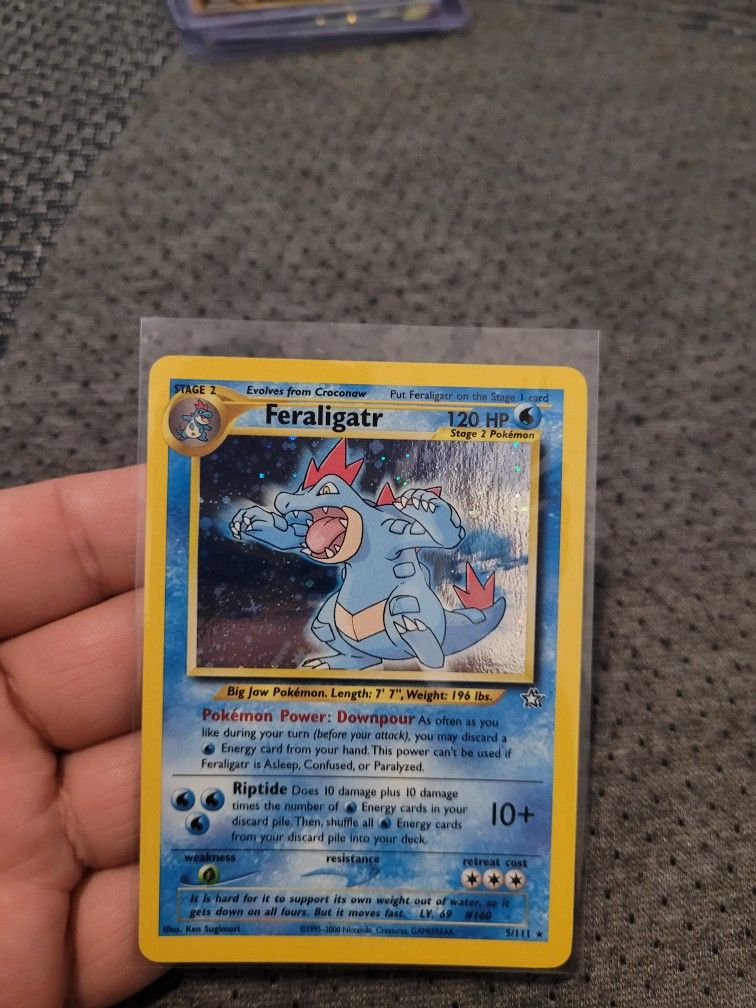 STAGE 2 Evolves from Croconaw Put Feraligatr on the Stage 1 card
Feraligatr 120 HP
Stage 2 Pokémon
Big Jaw Pokémon. Length: 7' 7", Weight: 196 lbs.
Pokémon Power: Downpour As often as you
like during your turn (before your attack), you may discard a
Energy card from your hand. This power can't be used if
Feraligatr is Asleep, Confused, or Paralyzed.
Riptide Does 10 damage plus 10 damage
times the number of Energy cards in your
discard pile. Then, shuffle all Energy cards
from your discard pile into your deck.
10+
weakness resistance retreat cost
It is hard for it to support its own weight out of water, so it
gets down on all fours. But it moves fast. LV. 69 #160
Illus. Ken Sugimori ©1995-2000 Nintendo, Creatures, GAMEFREAK. 5/111